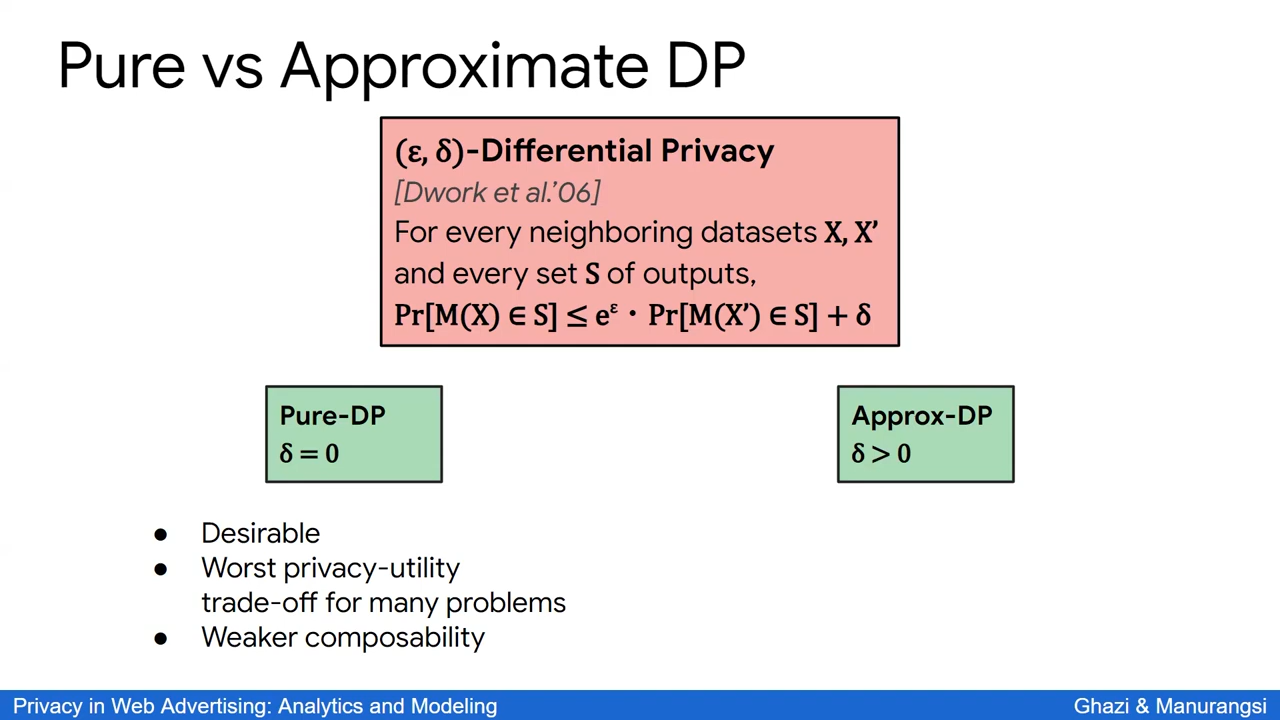 Pure vs Approximate DP
(ε, δ)-Differential Privacy
[Dwork et al.’06]
For every neighboring datasets X, X’
and every set S of outputs,
Pr[M(X) ∈ S] ≤ eᵋ · Pr[M(X’) ∈ S] + δ
Pure-DP
δ = 0
Approx-DP
δ > 0
● Desirable
● Worst privacy-utility
trade-off for many problems
● Weaker composability
Privacy in Web Advertising: Analytics and Modeling
Ghazi & Manurangsi